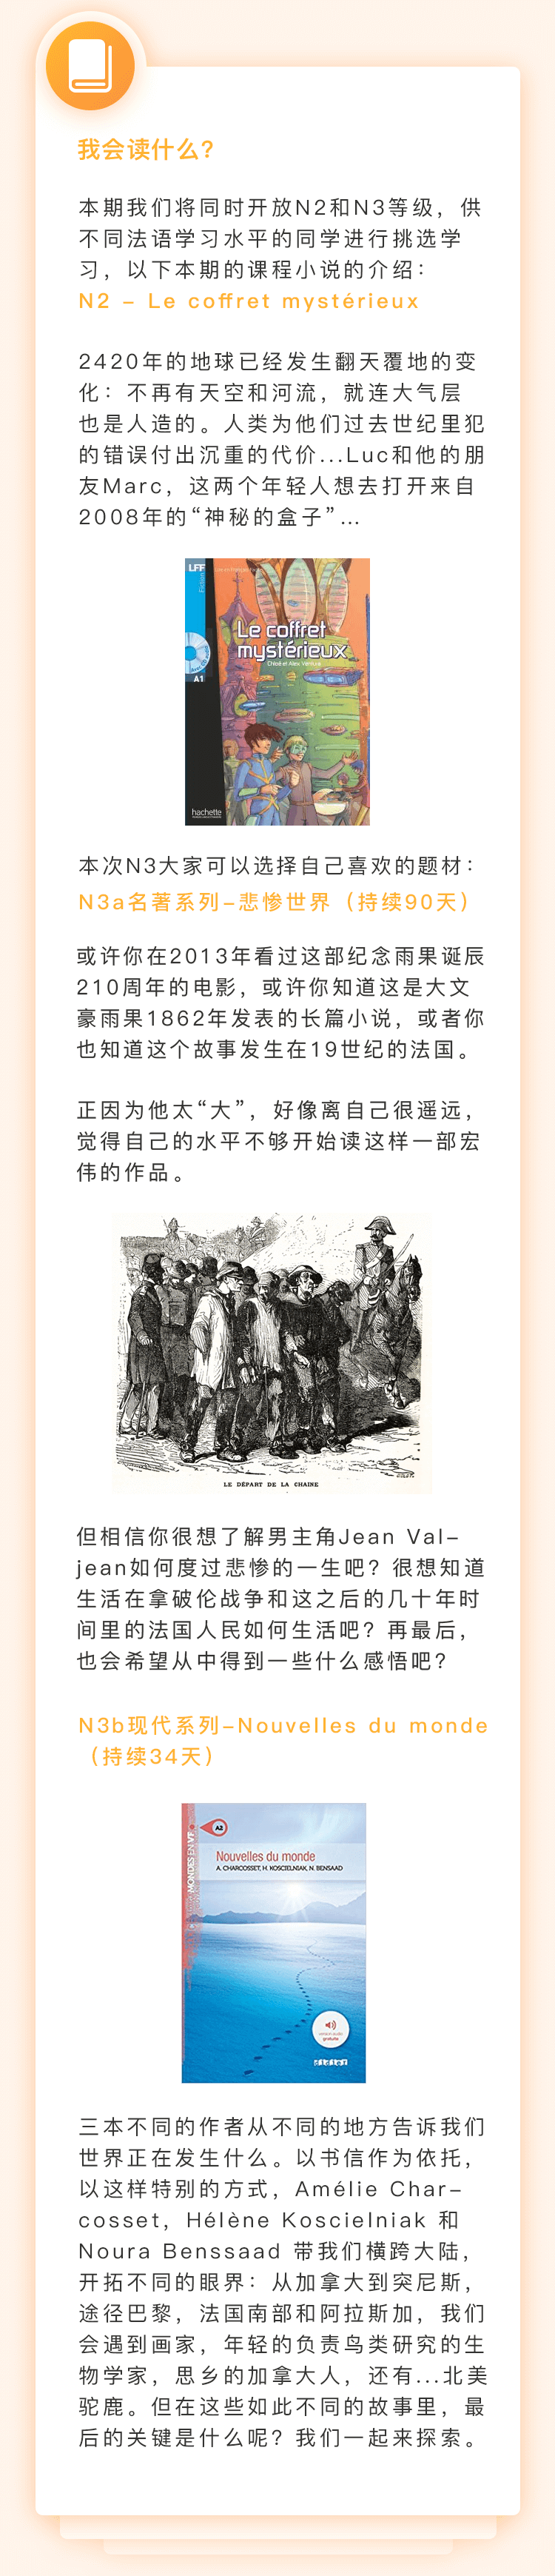 我会读什么?
本期我们将同时开放N2和N3等级，供
不同法语学习水平的同学进行挑选学
习，以下本期的课程小说的介绍：
N2 – Le coffret mystérieux
2420年的地球已经发生翻天覆地的变
化：不再有天空和河流，就连大气层
也是人造的。人类为他们过去世纪里犯
的错误付出沉重的代价...Luc和他的朋
友Marc，这两个年轻人想去打开来自
2008年的“神秘的盒子”...
LFF
Fiction
Le coffret
mystérieux
Chloé et Alex Ventura
A1
hachette
本次N3大家可以选择自己喜欢的题材：
N3a名著系列–悲惨世界（持续90天）
或许你在2013年看过这部纪念雨果诞辰
210周年的电影，或许你知道这是大文
豪雨果1862年发表的长篇小说，或者你
也知道这个故事发生在19世纪的法国。
正因为他太“大”，好像离自己很遥远，
觉得自己的水平不够开始读这样一部宏
伟的作品。
LE DÉPART DE LA CHAINE
但相信你很想了解男主角Jean Val–
jean如何度过悲惨的一生吧？很想知道
生活在拿破伦战争和这之后的几十年时
间里的法国人民如何生活吧？再最后，
也会希望从中得到一些什么感悟吧？
N3b现代系列–Nouvelles du monde
（持续34天）
A2
MONDES EN VF
Nouvelles du monde
A. CHARCOSSET, H. KOSCIELNIAK, N. BENSAAD
version audio
gratuite
三本不同的作者从不同的地方告诉我们
世界正在发生什么。以书信作为依托，
以这样特别的方式，Amélie Char–
cosset，Hélène Koscielniak 和
Noura Benssaad 带我们横跨大陆，
开拓不同的眼界：从加拿大到突尼斯，
途径巴黎，法国南部和阿拉斯加，我们
会遇到画家，年轻的负责鸟类研究的生
物学家，思乡的加拿大人，还有...北美
驼鹿。但在这些如此不同的故事里，最
后的关键是什么呢？我们一起来探索。